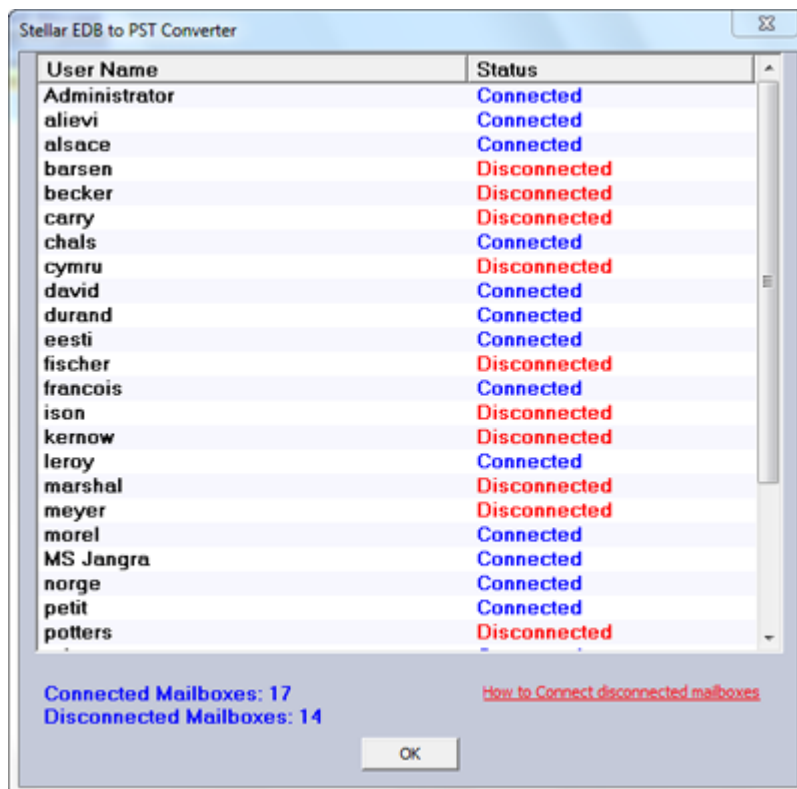 Stellar EDB to PST Converter
User Name Status
Administrator Connected
alievi Connected
alsace Connected
barsen Disconnected
becker Disconnected
carry Disconnected
chals Connected
cymru Disconnected
david Connected
durand Connected
eesti Connected
fischer Disconnected
francois Connected
ison Disconnected
kernow Disconnected
leroy Connected
marshal Disconnected
meyer Disconnected
morel Connected
MS Jangra Connected
norge Connected
petit Connected
potters Disconnected
Connected Mailboxes: 17
How to Connect disconnected mailboxes
Disconnected Mailboxes: 14
OK